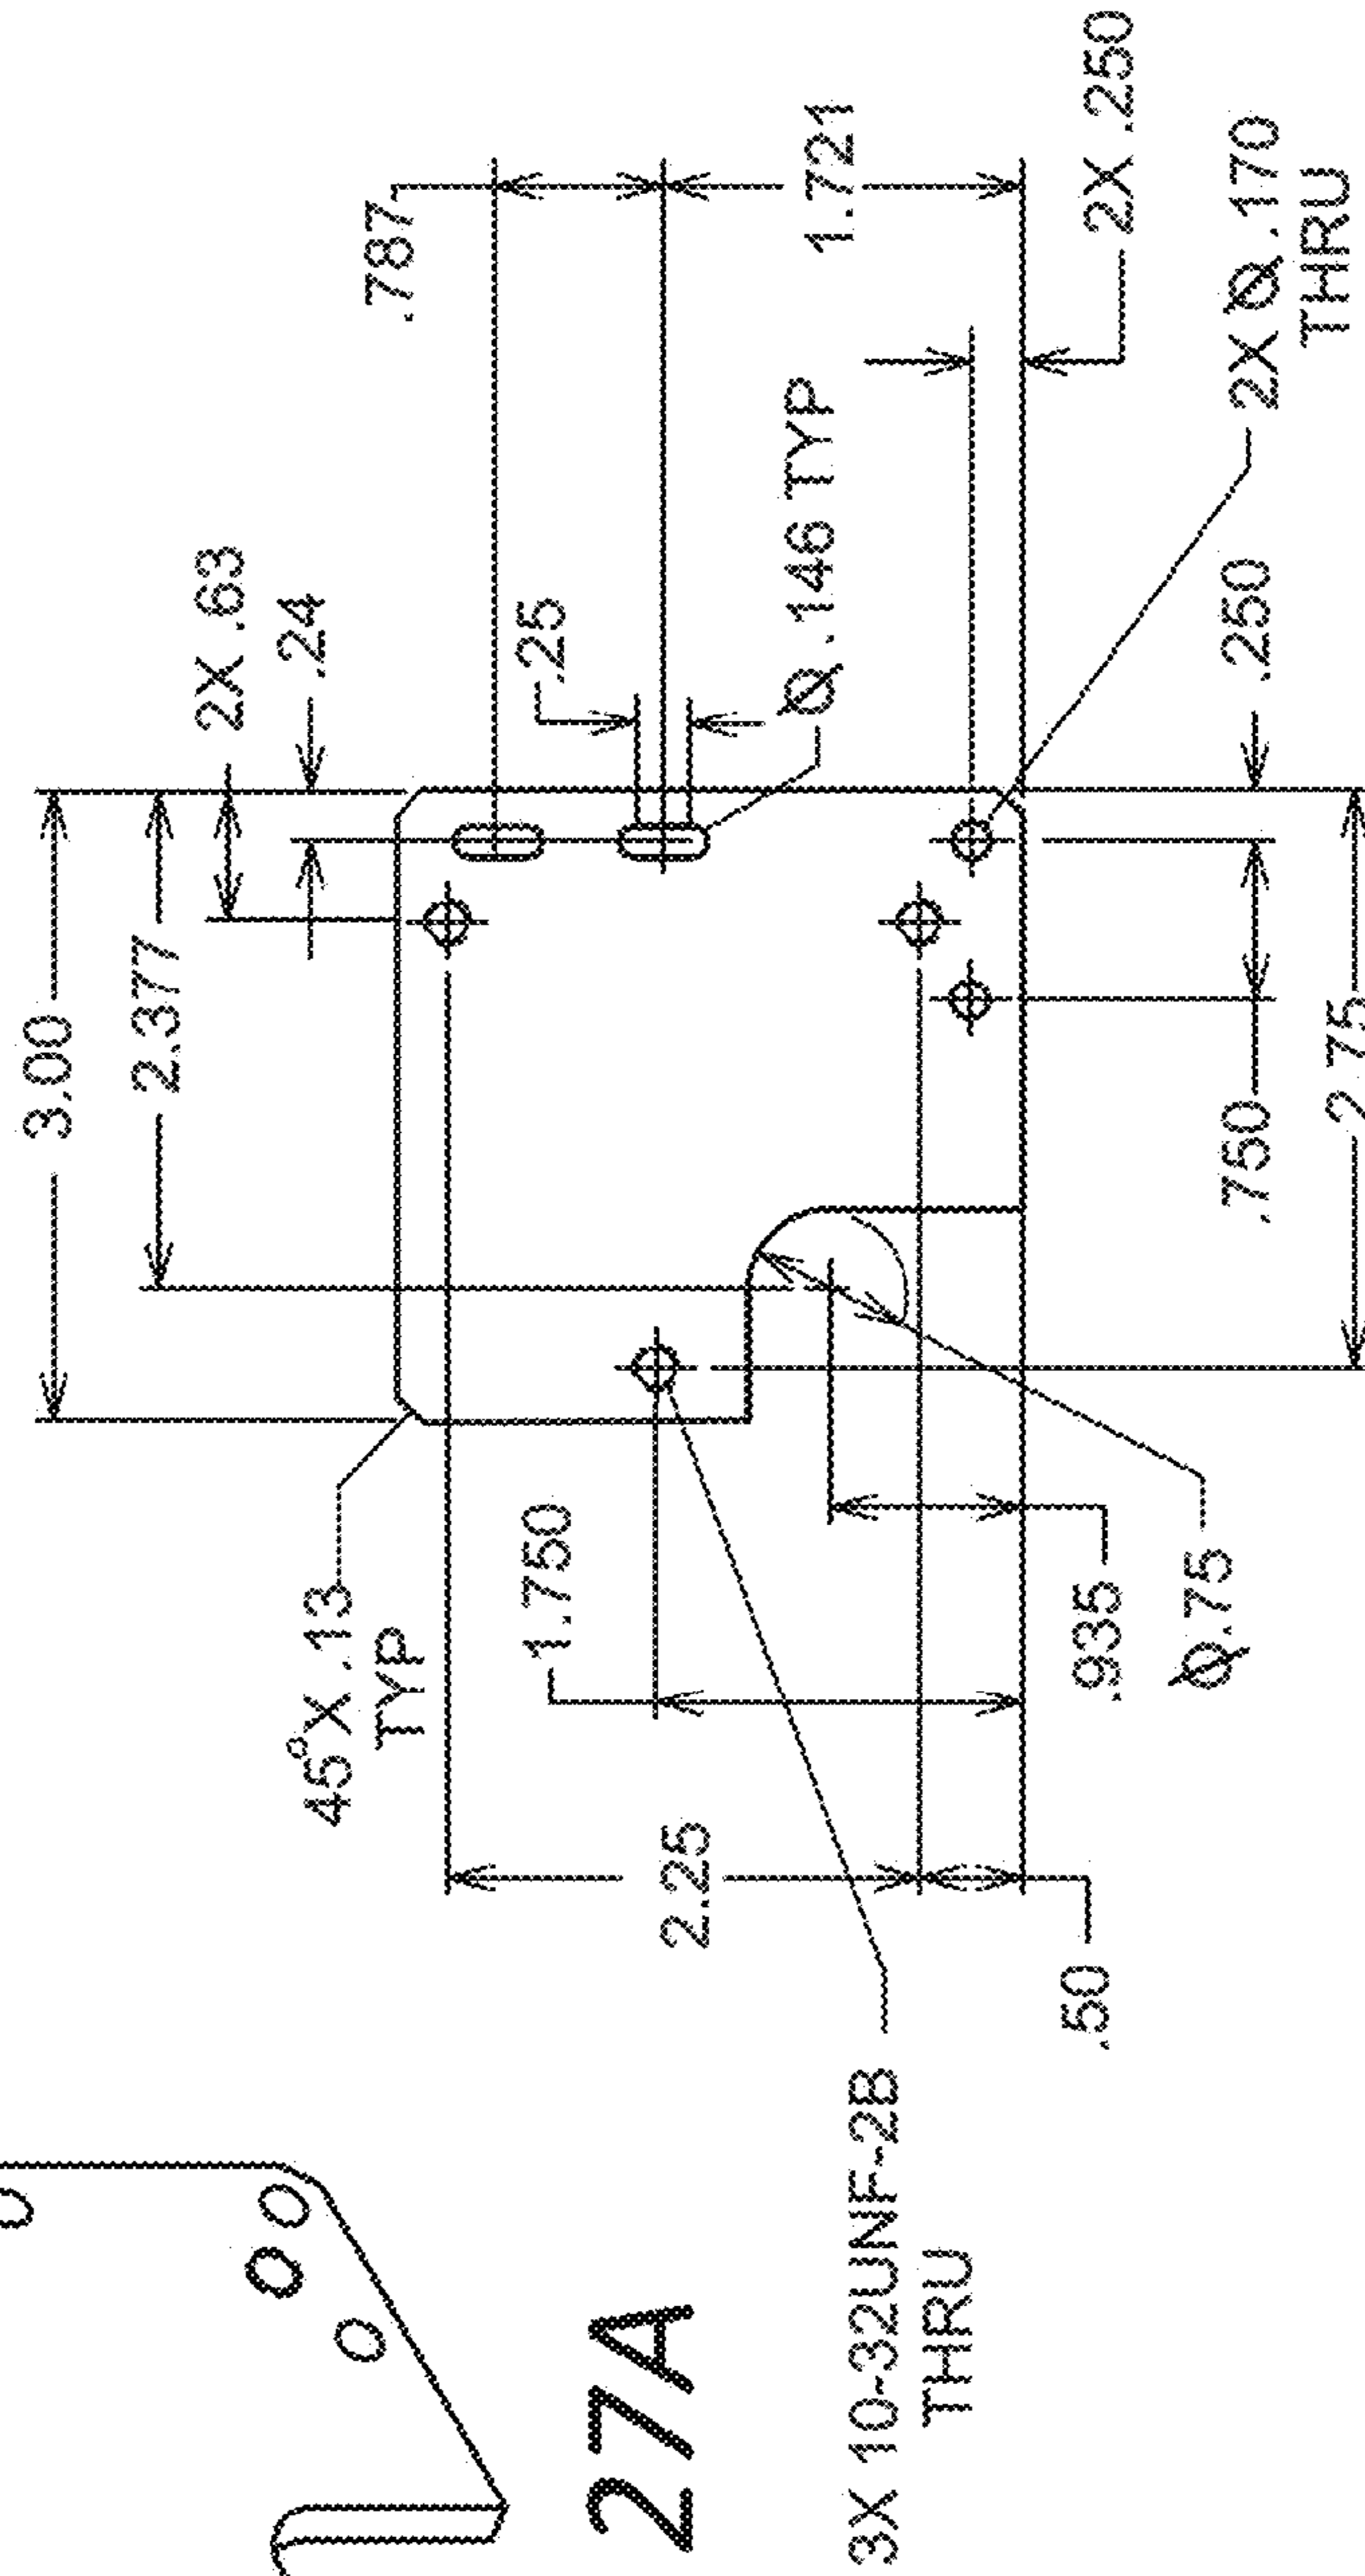 3.00
2.377
2X .63
.24
.787
.25
Ø .146 TYP
1.721
2X .250
2X Ø .170
THRU
.250
.750
2.75
45° X .13
TYP
1.750
2.25
.935
Ø.75
.50
3X 10-32UNF-2B
THRU
27A